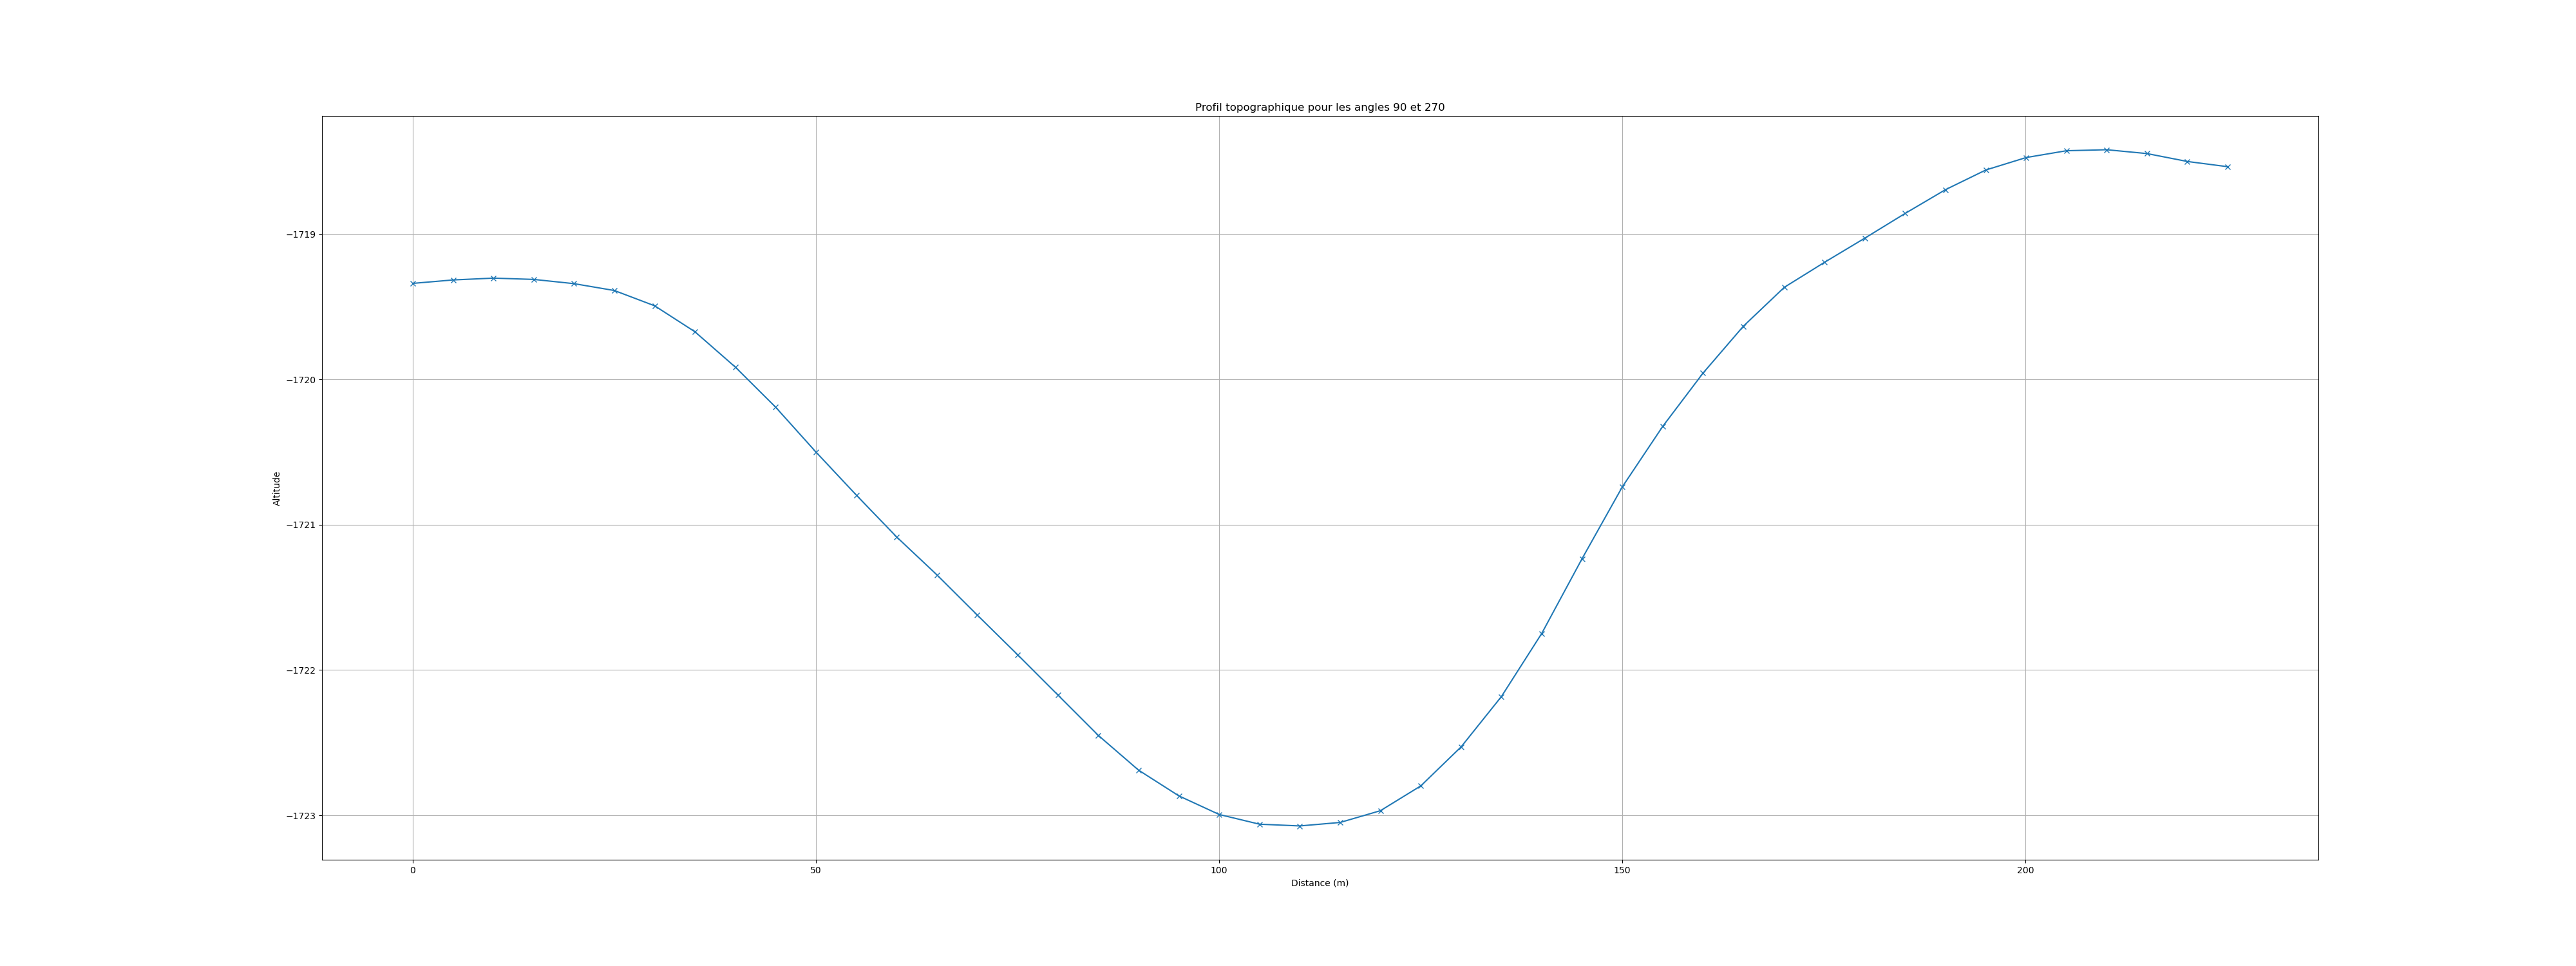 Profil topographique pour les angles 90 et 270
Altitude
−1719
−1720
−1721
−1722
−1723
0 50 100 150 200
Distance (m)